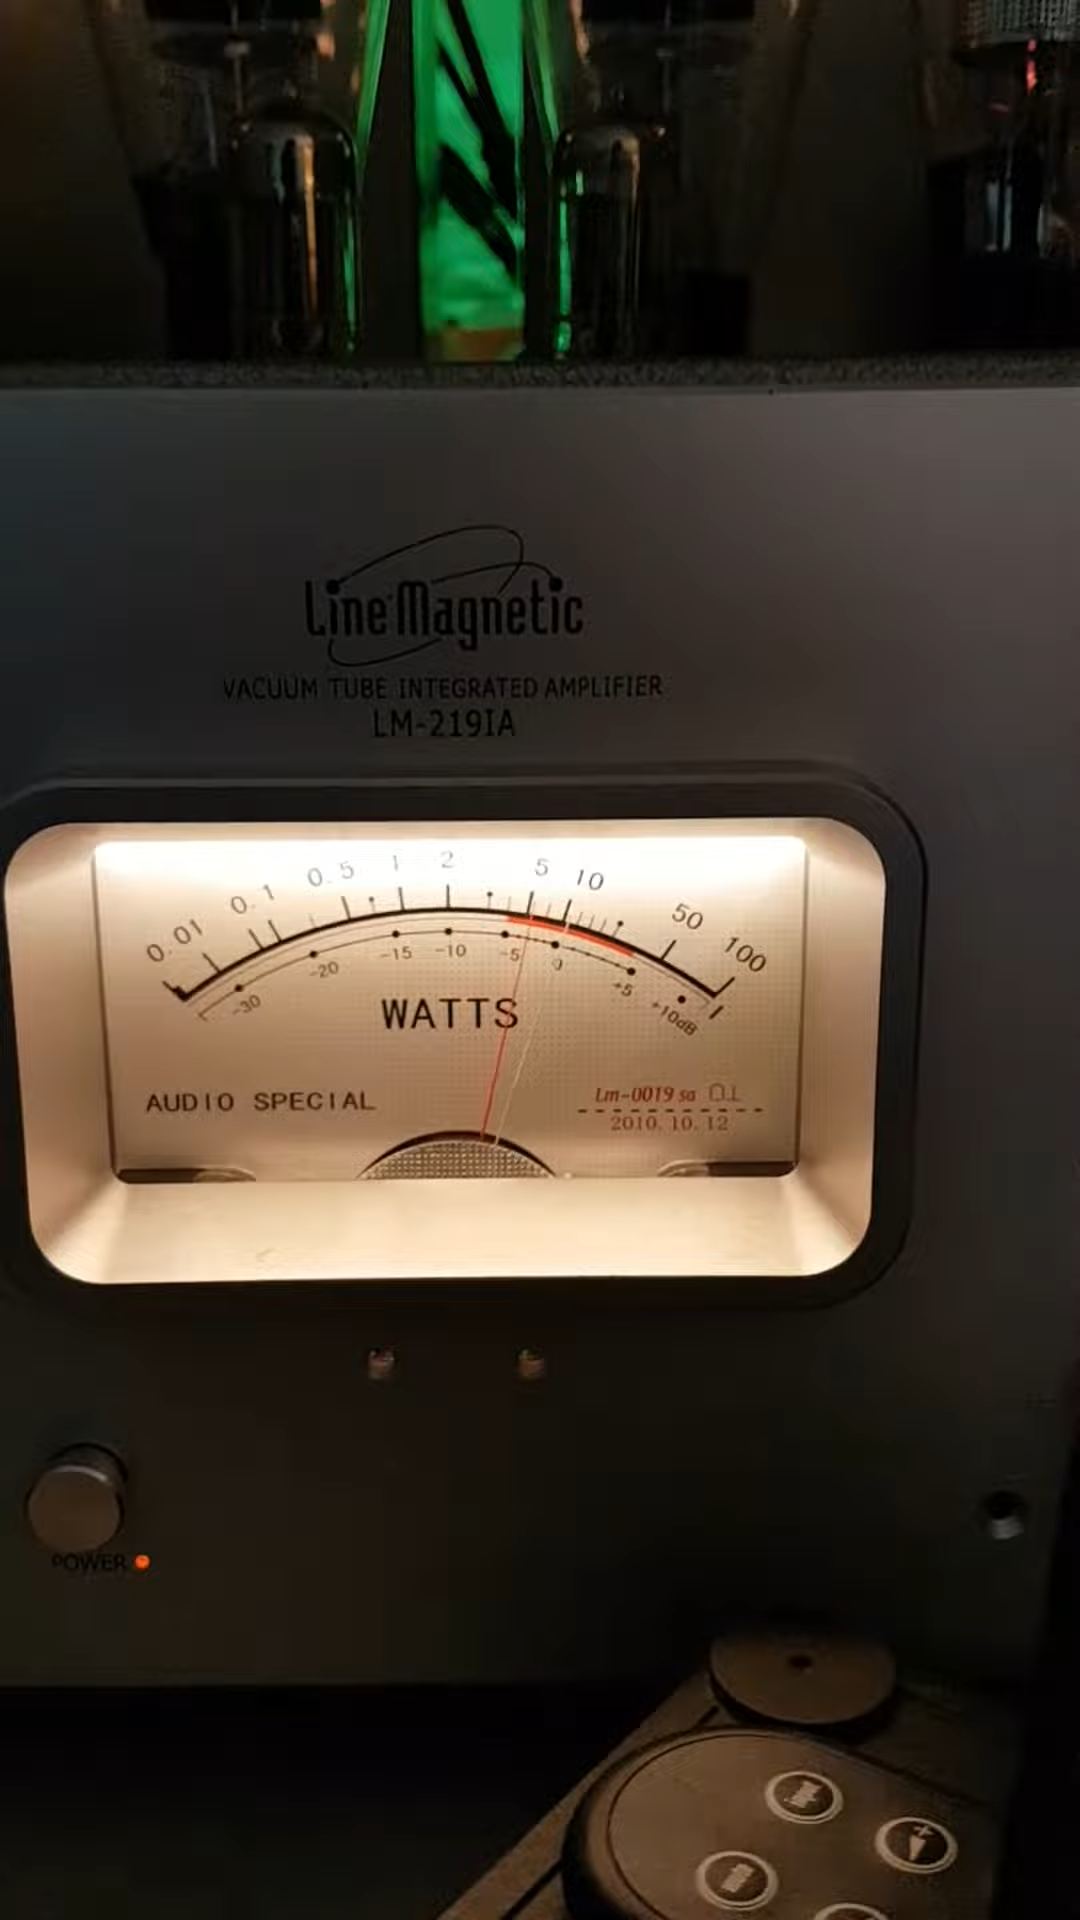 Line Magnetic
VACUUM TUBE INTEGRATED AMPLIFIER
LM-219IA
0.01 0.1 0.5 1 2 5 10 50 100
-30 -20 -15 -10 -5 0 +5 +10dB
WATTS
AUDIO SPECIAL
Lm-0019 sa
2010.10.12
POWER
+